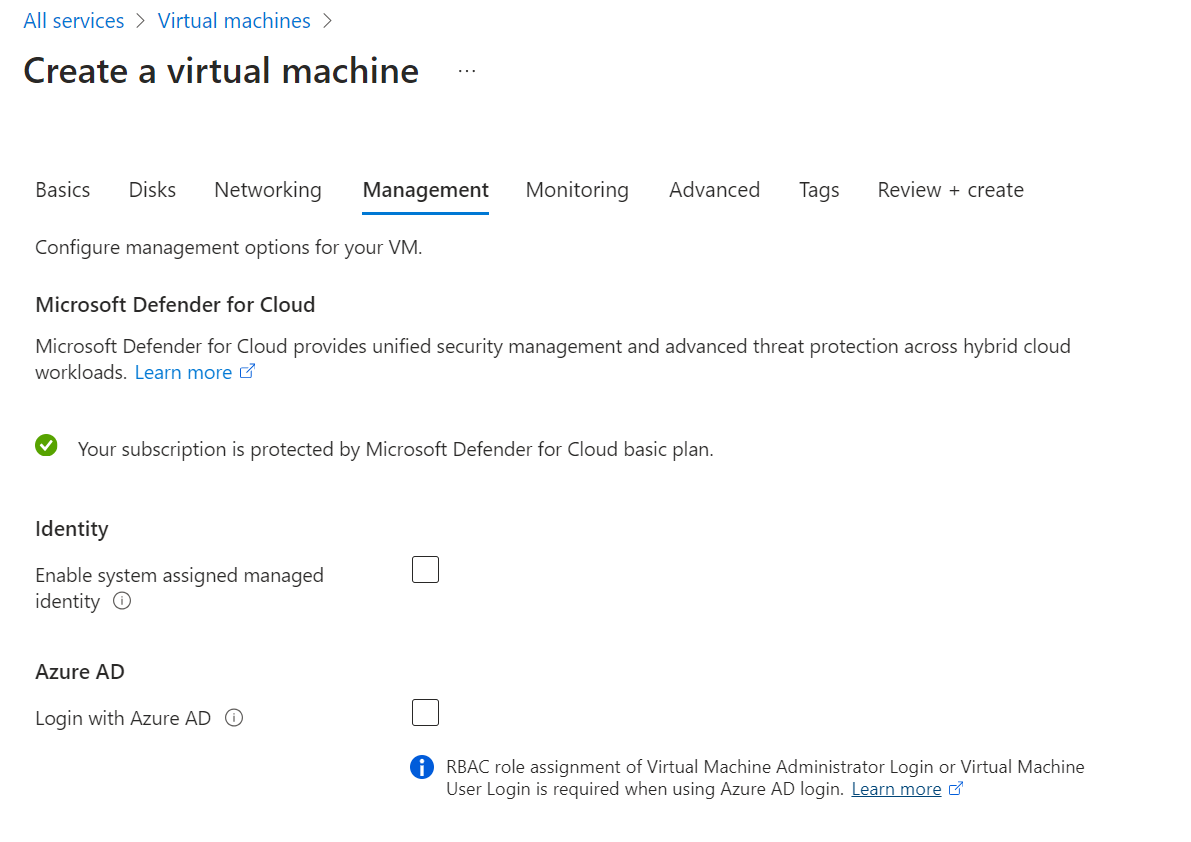 All services > Virtual machines >
Create a virtual machine ...
Basics Disks Networking Management Monitoring Advanced Tags Review + create
Configure management options for your VM.
Microsoft Defender for Cloud
Microsoft Defender for Cloud provides unified security management and advanced threat protection across hybrid cloud
workloads. Learn more
Your subscription is protected by Microsoft Defender for Cloud basic plan.
Identity
Enable system assigned managed
identity
Azure AD
Login with Azure AD
RBAC role assignment of Virtual Machine Administrator Login or Virtual Machine
User Login is required when using Azure AD login. Learn more